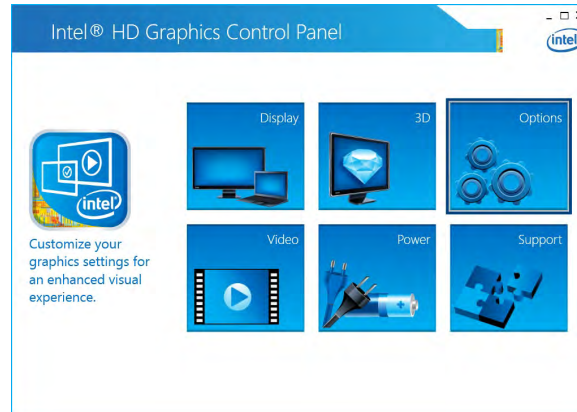 Intel® HD Graphics Control Panel
intel
Display
3D
Options
intel
Customize your
graphics settings for
an enhanced visual
experience.
Video
Power
Support